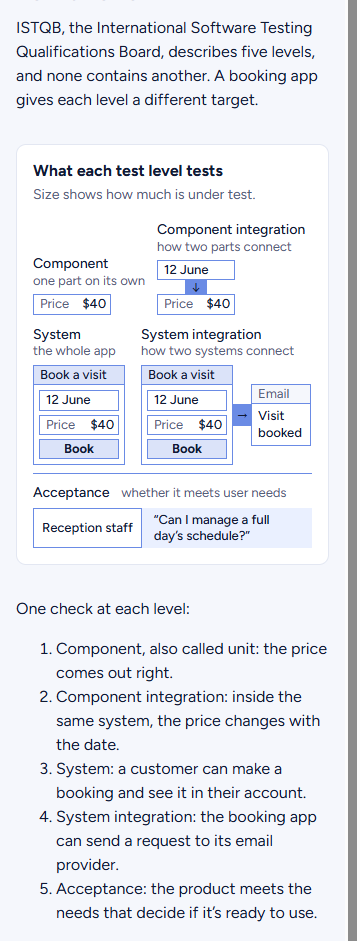 ISTQB, the International Software Testing
Qualifications Board, describes five levels,
and none contains another. A booking app
gives each level a different target.
What each test level tests
Size shows how much is under test.
Component
one part on its own
Price $40
Component integration
how two parts connect
12 June
↓
Price $40
System
the whole app
Book a visit
12 June
Price $40
Book
System integration
how two systems connect
Book a visit
12 June
Price $40
Book
→
Email
Visit
booked
Acceptance whether it meets user needs
Reception staff
“Can I manage a full
day’s schedule?”
One check at each level:
1. Component, also called unit: the price
comes out right.
2. Component integration: inside the
same system, the price changes with
the date.
3. System: a customer can make a
booking and see it in their account.
4. System integration: the booking app
can send a request to its email
provider.
5. Acceptance: the product meets the
needs that decide if it’s ready to use.